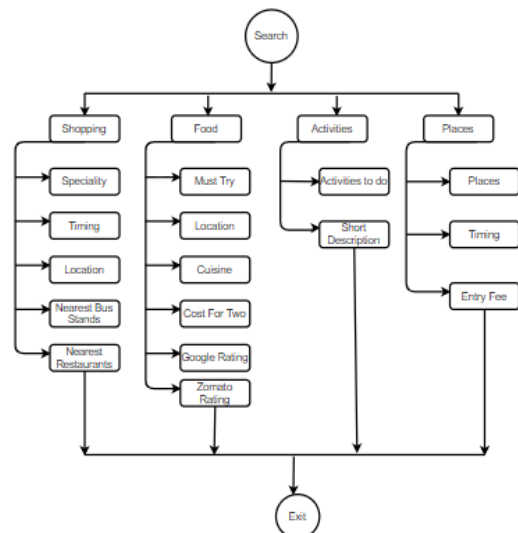 Search
Shopping
Food
Activities
Places
Speciality
Timing
Location
Nearest Bus
Stands
Nearest
Restaurants
Must Try
Location
Cuisine
Cost For Two
Google Rating
Zomato
Rating
Activities to do
Short
Description
Places
Timing
Entry Fee
Exit